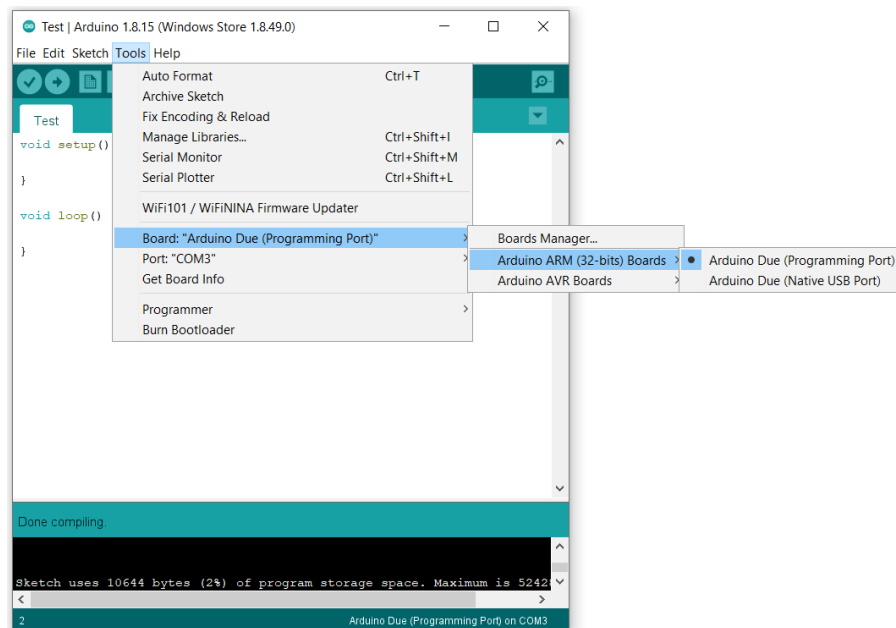 Test | Arduino 1.8.15 (Windows Store 1.8.49.0)
File Edit Sketch Tools Help
Auto Format Ctrl+T
Archive Sketch
Fix Encoding & Reload
Manage Libraries... Ctrl+Shift+I
Serial Monitor Ctrl+Shift+M
Serial Plotter Ctrl+Shift+L
WiFi101 / WiFiNINA Firmware Updater
Board: "Arduino Due (Programming Port)"
Port: "COM3"
Get Board Info
Programmer
Burn Bootloader
Boards Manager...
Arduino ARM (32-bits) Boards
Arduino AVR Boards
Arduino Due (Programming Port)
Arduino Due (Native USB Port)
Test
void setup()
}
void loop()
}
Done compiling.
Sketch uses 10644 bytes (2%) of program storage space. Maximum is 5242
2 Arduino Due (Programming Port) on COM3